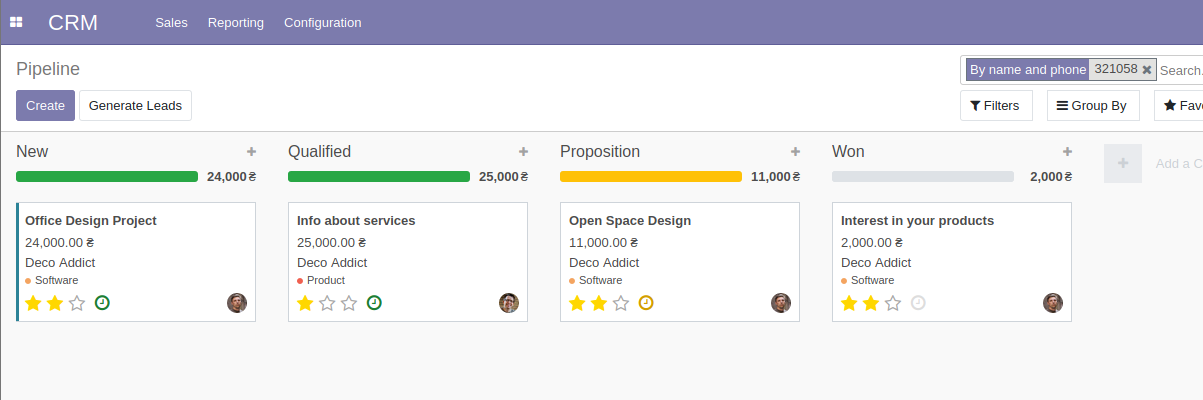 CRM Sales Reporting Configuration
Pipeline
By name and phone 321058 Search.
Create Generate Leads
Filters Group By
New 24,000 ₴
Qualified 25,000 ₴
Proposition 11,000 ₴
Won 2,000 ₴
Add a C
Office Design Project
24,000.00 ₴
Deco Addict
Software
Info about services
25,000.00 ₴
Deco Addict
Product
Open Space Design
11,000.00 ₴
Deco Addict
Software
Interest in your products
2,000.00 ₴
Deco Addict
Software